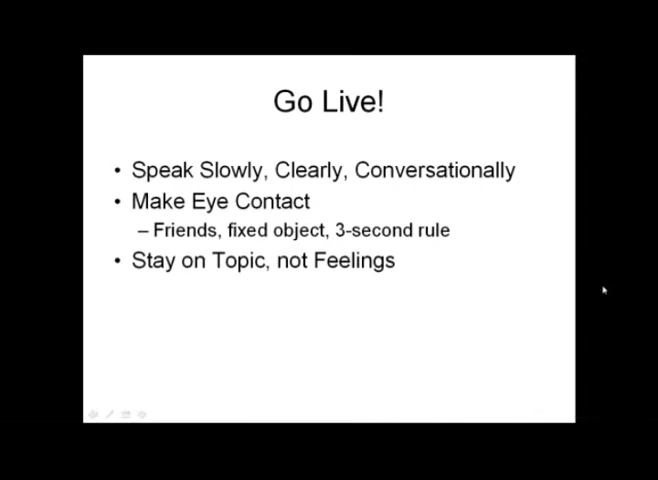 Go Live!
• Speak Slowly, Clearly, Conversationally
• Make Eye Contact
– Friends, fixed object, 3-second rule
• Stay on Topic, not Feelings